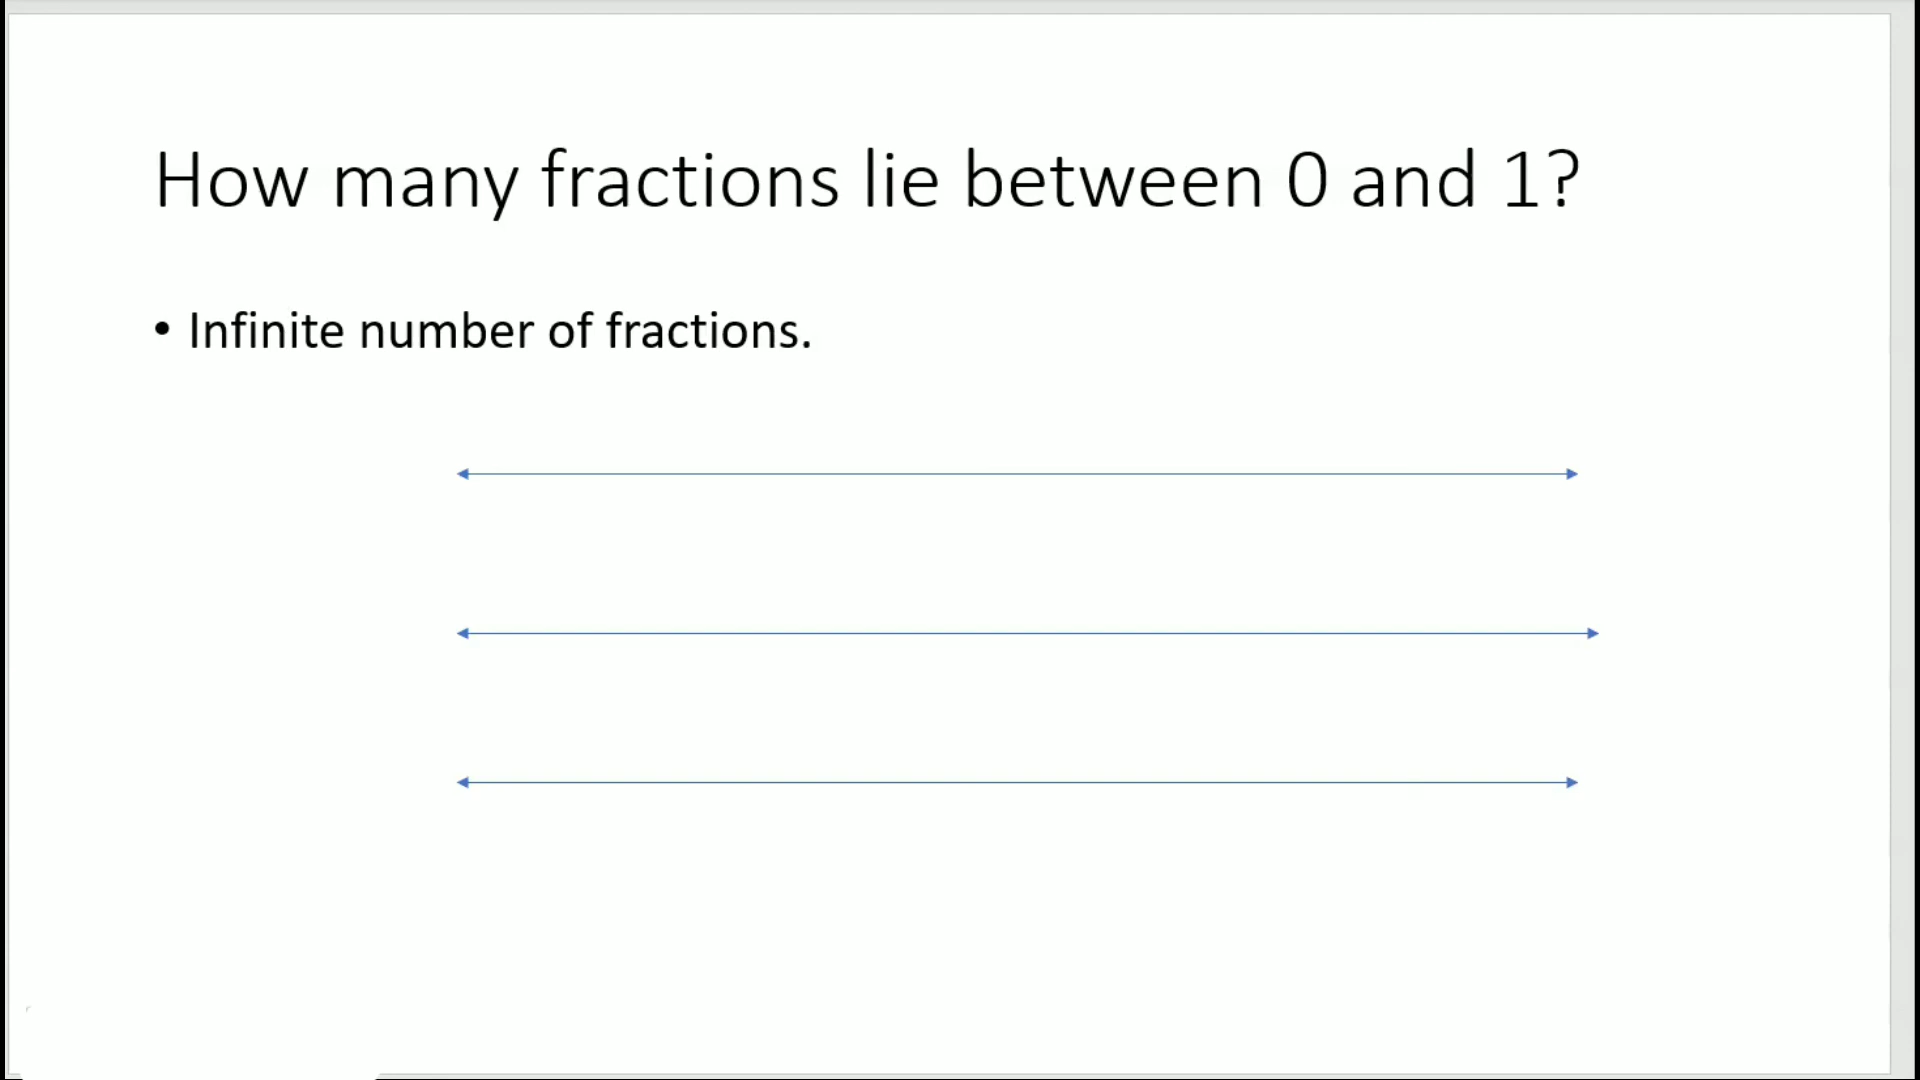 How many fractions lie between 0 and 1?
• Infinite number of fractions.